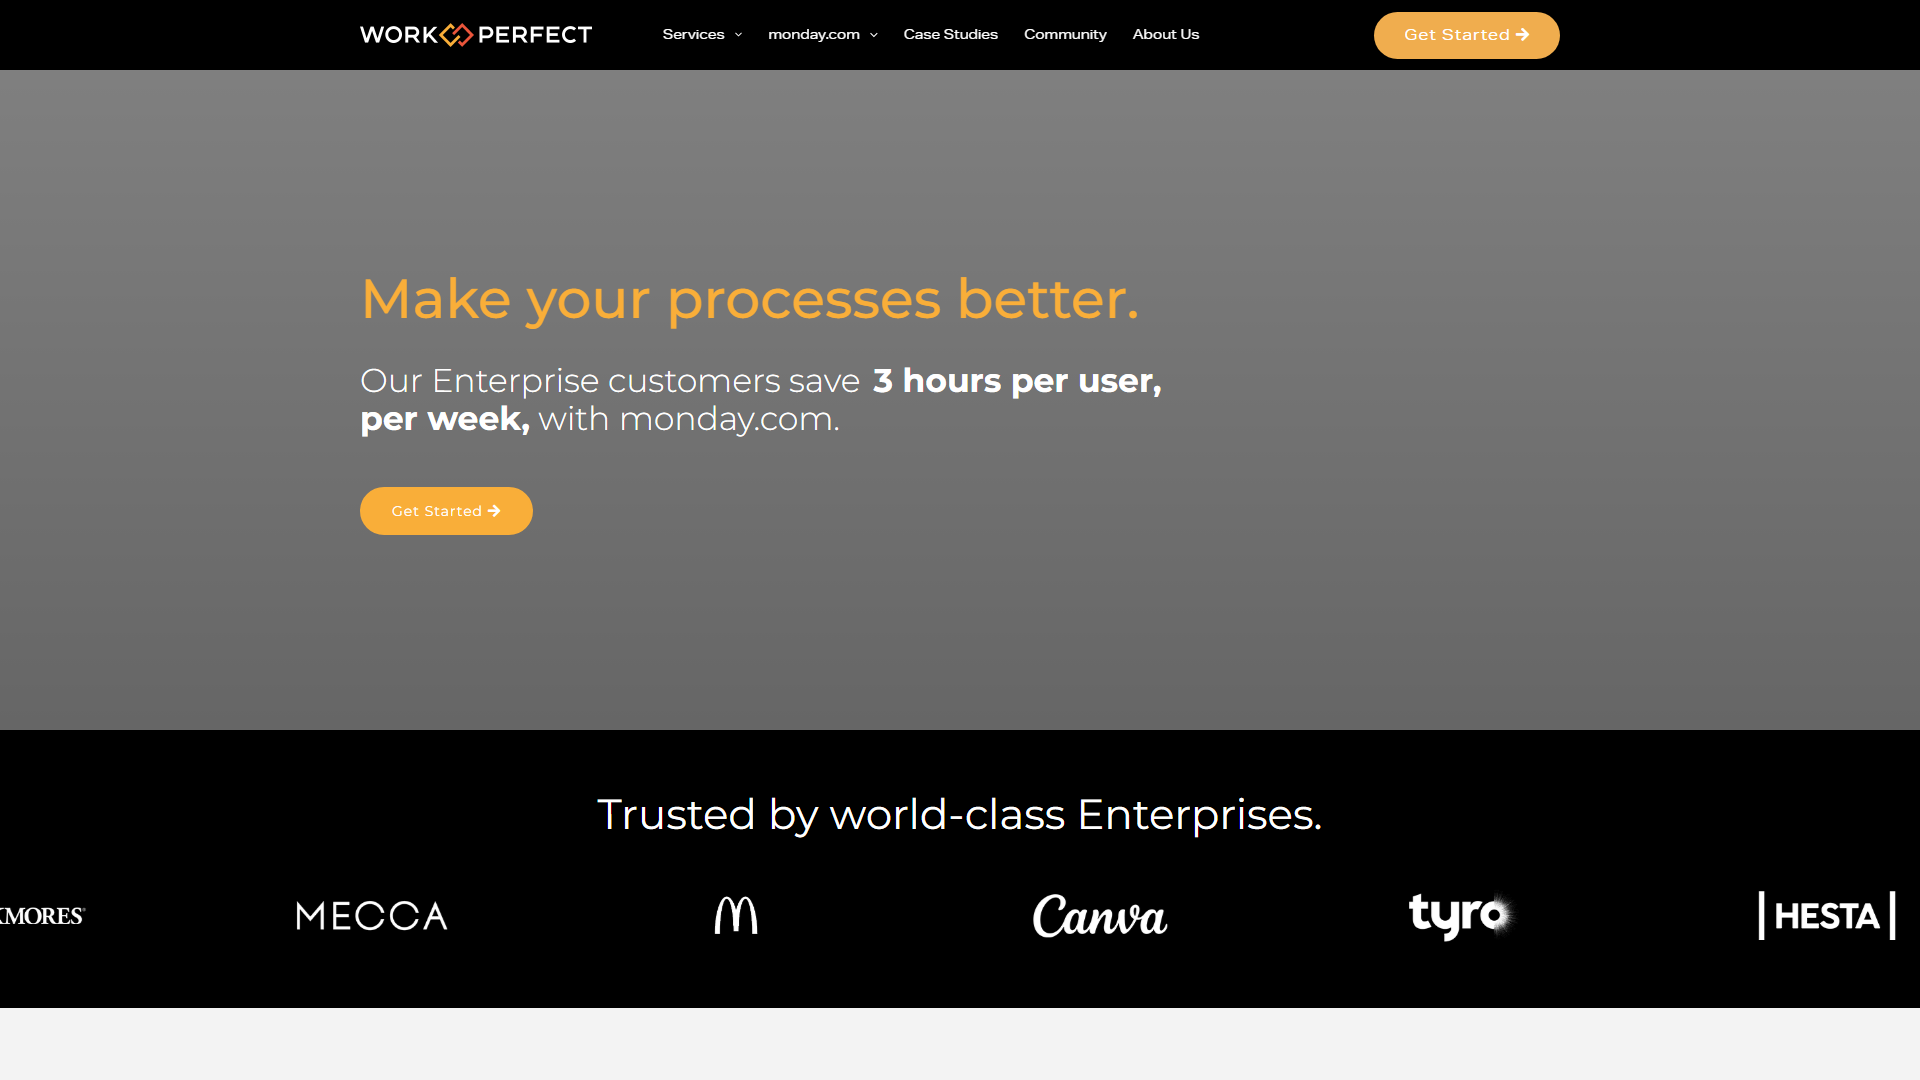 WORK PERFECT
Services
monday.com
Case Studies
Community
About Us
Get Started
Make your processes better.
Our Enterprise customers save 3 hours per user,
per week, with monday.com.
Get Started
Trusted by world-class Enterprises.
MORES
MECCA
Canva
tyro
HESTA